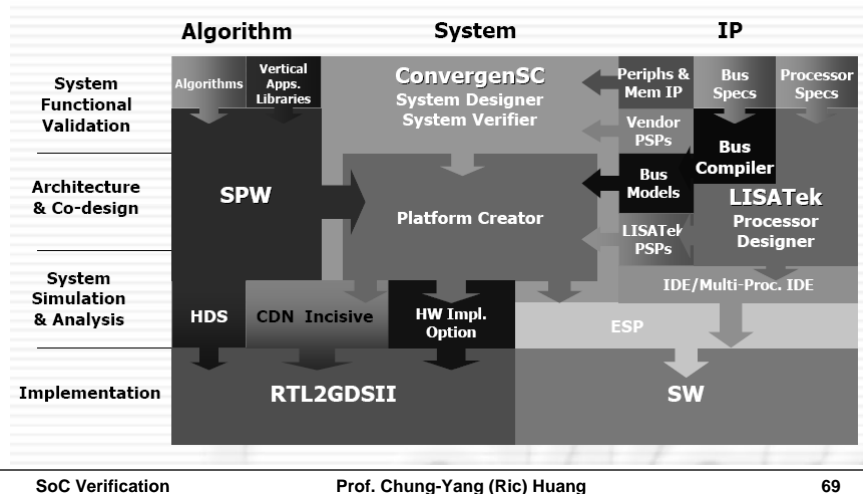 Algorithm
System
IP
System
Functional
Validation
Architecture
& Co-design
System
Simulation
& Analysis
Implementation
Algorithms
Vertical
Apps.
Libraries
ConvergenSC
System Designer
System Verifier
Periphs &
Mem IP
Bus
Specs
Processor
Specs
Vendor
PSPs
Bus
Compiler
SPW
Platform Creator
Bus
Models
LISATek
Processor
Designer
LISATek
PSPs
IDE/Multi-Proc. IDE
HDS
CDN Incisive
HW Impl.
Option
ESP
RTL2GDSII
SW
SoC Verification
Prof. Chung-Yang (Ric) Huang
69